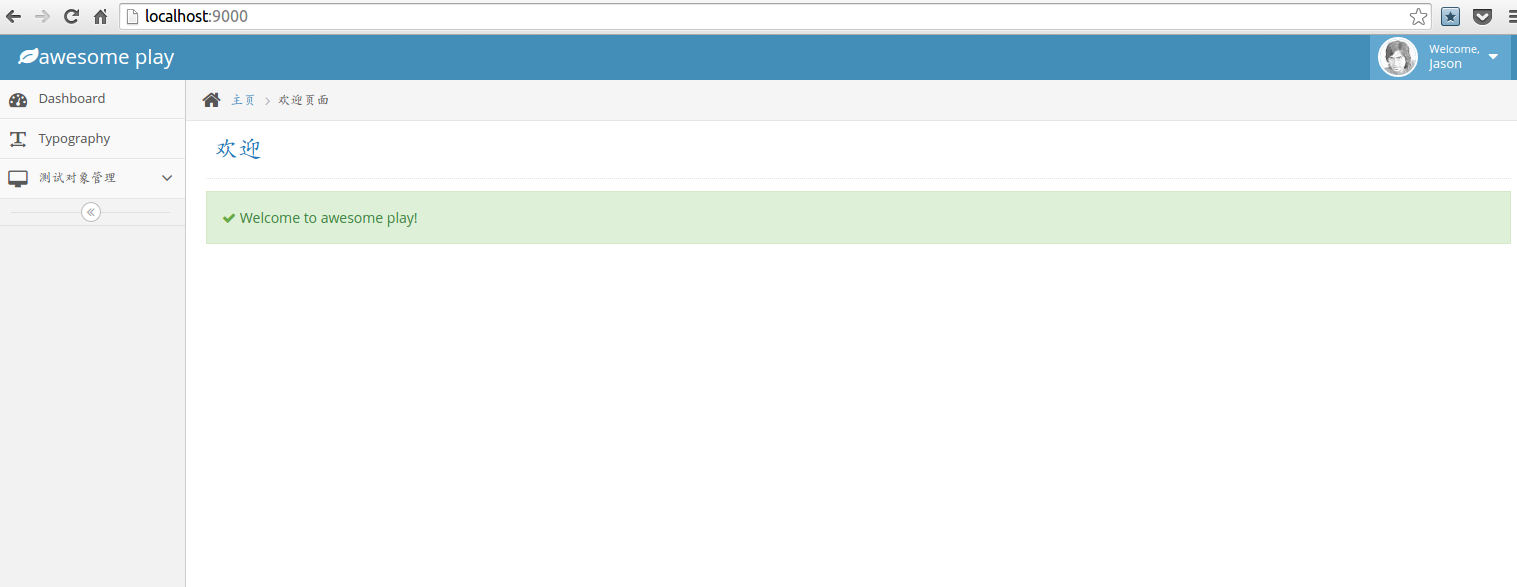 localhost:9000
awesome play
Welcome,
Jason
Dashboard
Typography
测试对象管理
主页 欢迎页面
欢迎
Welcome to awesome play!